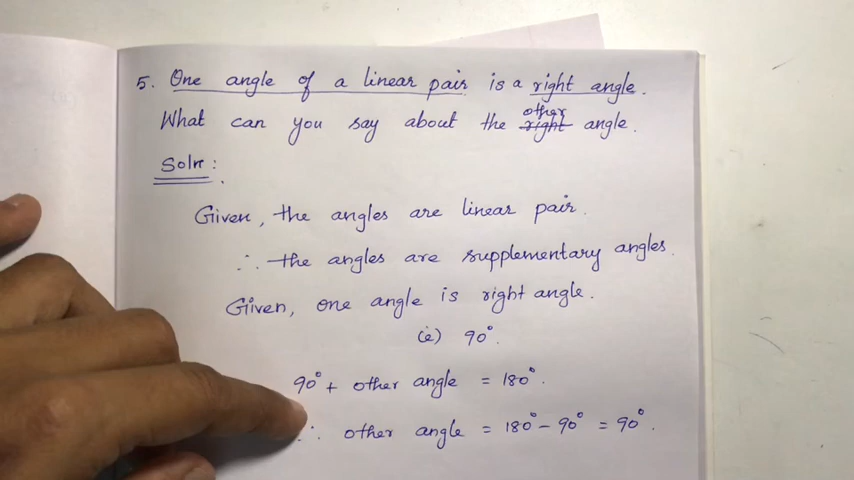 5. One angle of a linear pair is a right angle.
What can you say about the other right angle.
Soln:
Given, the angles are linear pair.
∴ the angles are supplementary angles.
Given, one angle is right angle.
(ie) 90°.
90° + other angle = 180°.
∴ other angle = 180° - 90° = 90°.